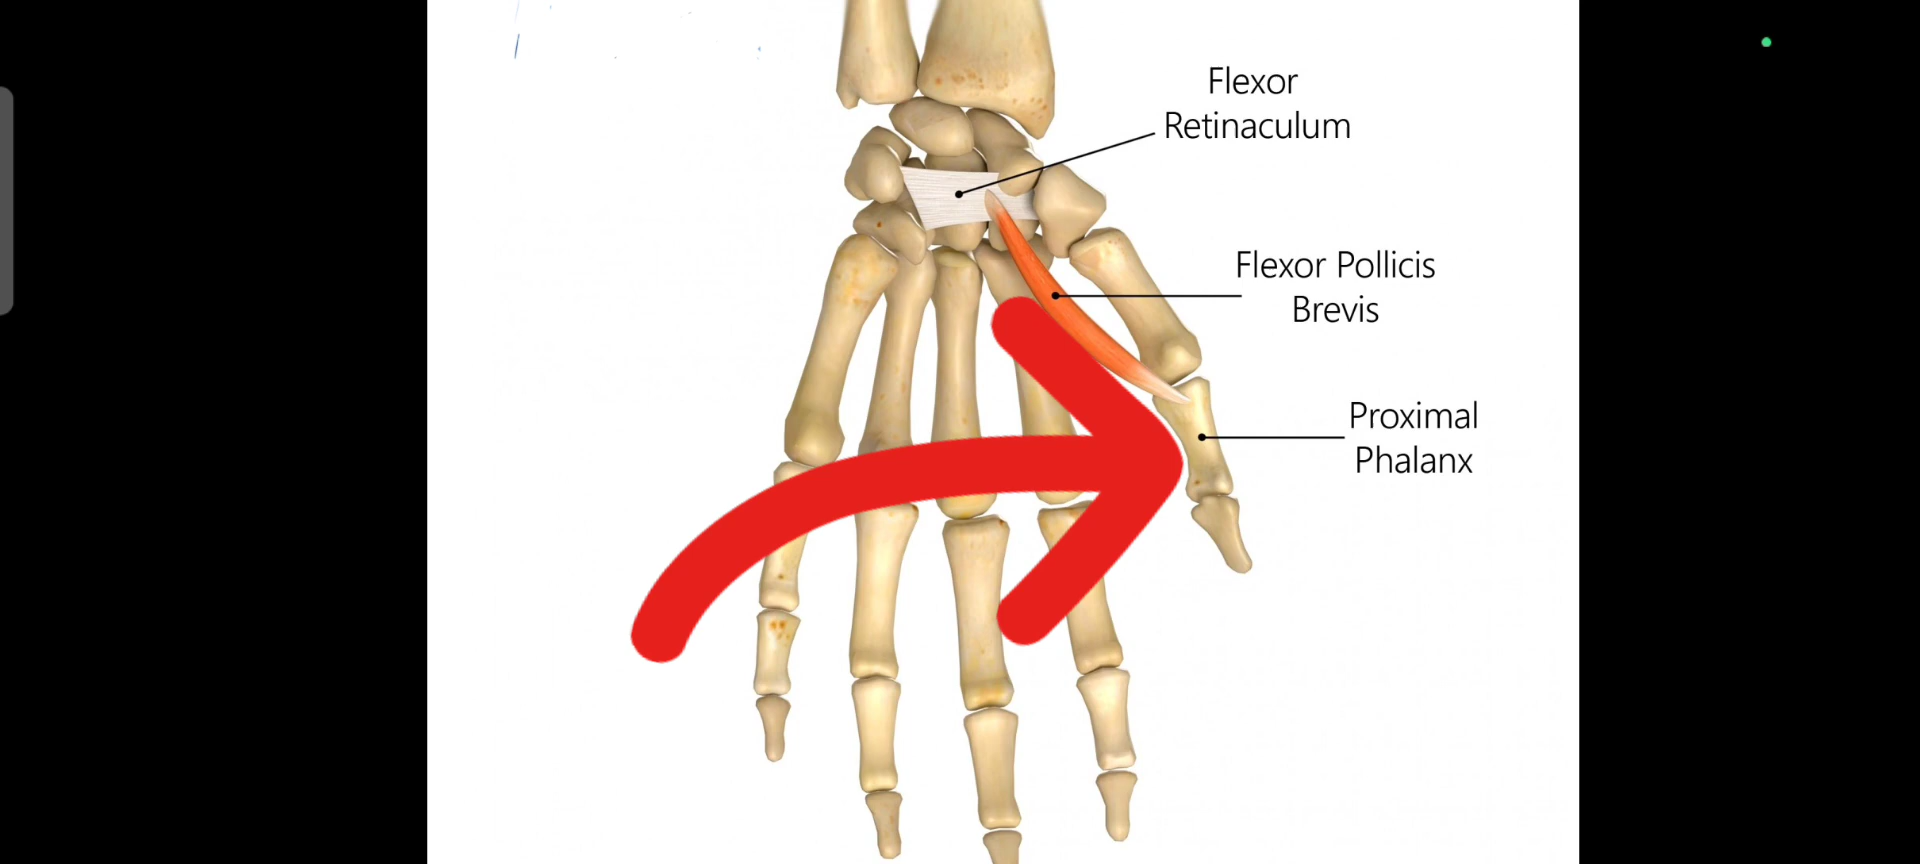 Flexor
Retinaculum
Flexor Pollicis
Brevis
Proximal
Phalanx